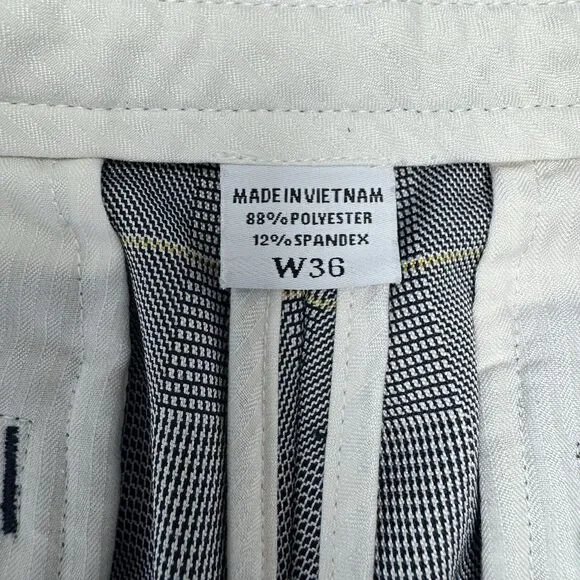 MADE IN VIETNAM
88% POLYESTER
12% SPANDEX
W36